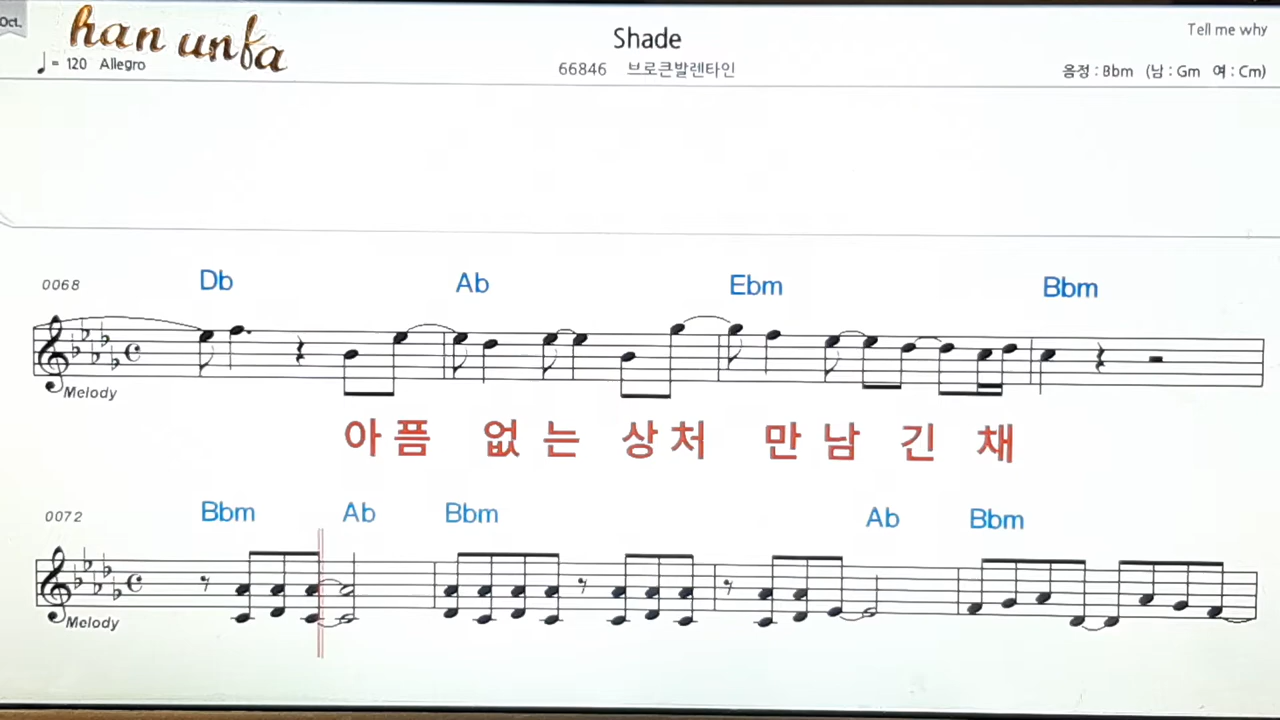 Oct.
han unfa
Shade
Tell me why
♩= 120 Allegro
66846 브로큰발렌타인
음정 : Bbm (남 : Gm 여 : Cm)
0068
Db Ab Ebm Bbm
Melody
아픔 없는 상처 만남긴 채
0072
Bbm Ab Bbm Ab Bbm
Melody